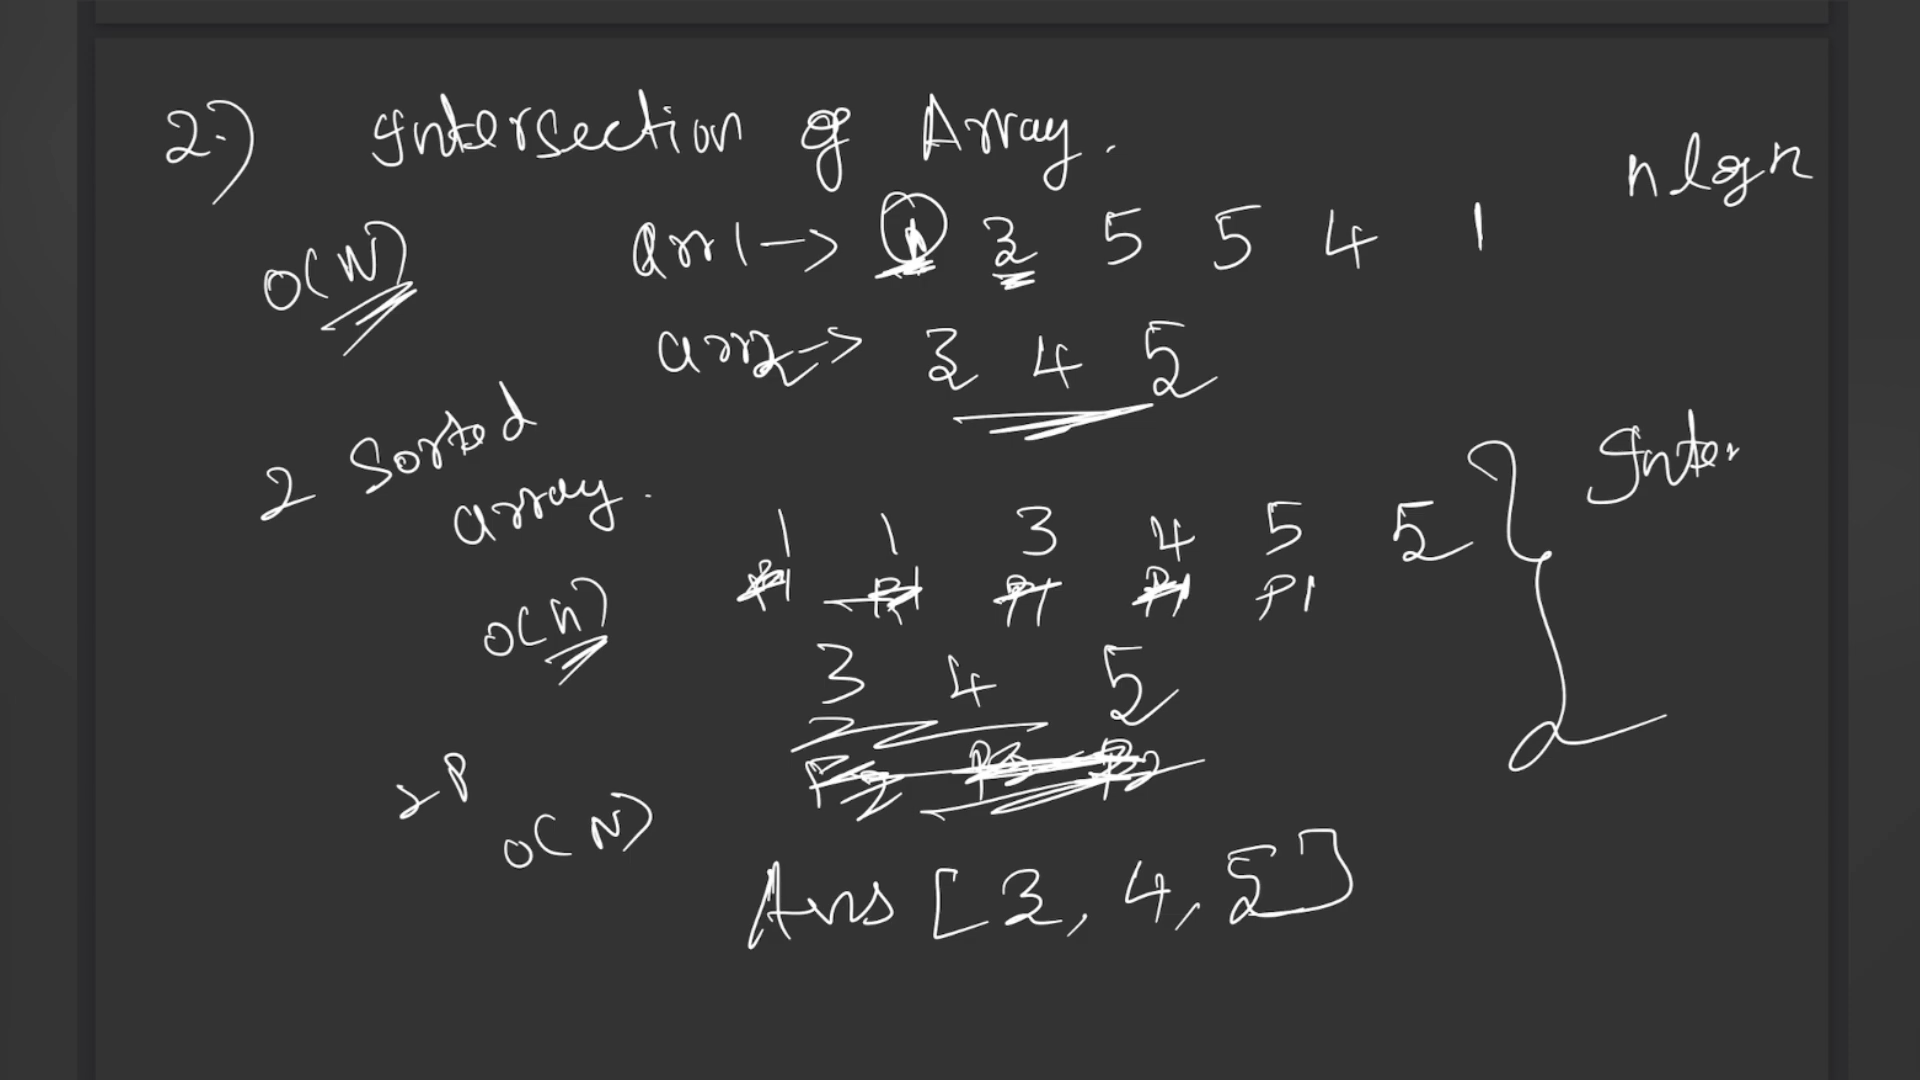 2.) Intersection of Array.
nlogn
O(N)
arr1-> 1 3 5 5 4 1
arr2-> 3 4 5
2 Sorted
array.
Inter
1 1 3 4 5 5
P1 P1 P1 P1 P1
O(n)
3 4 5
P2 P2 P2
2P
O(N)
Ans [3, 4, 5]